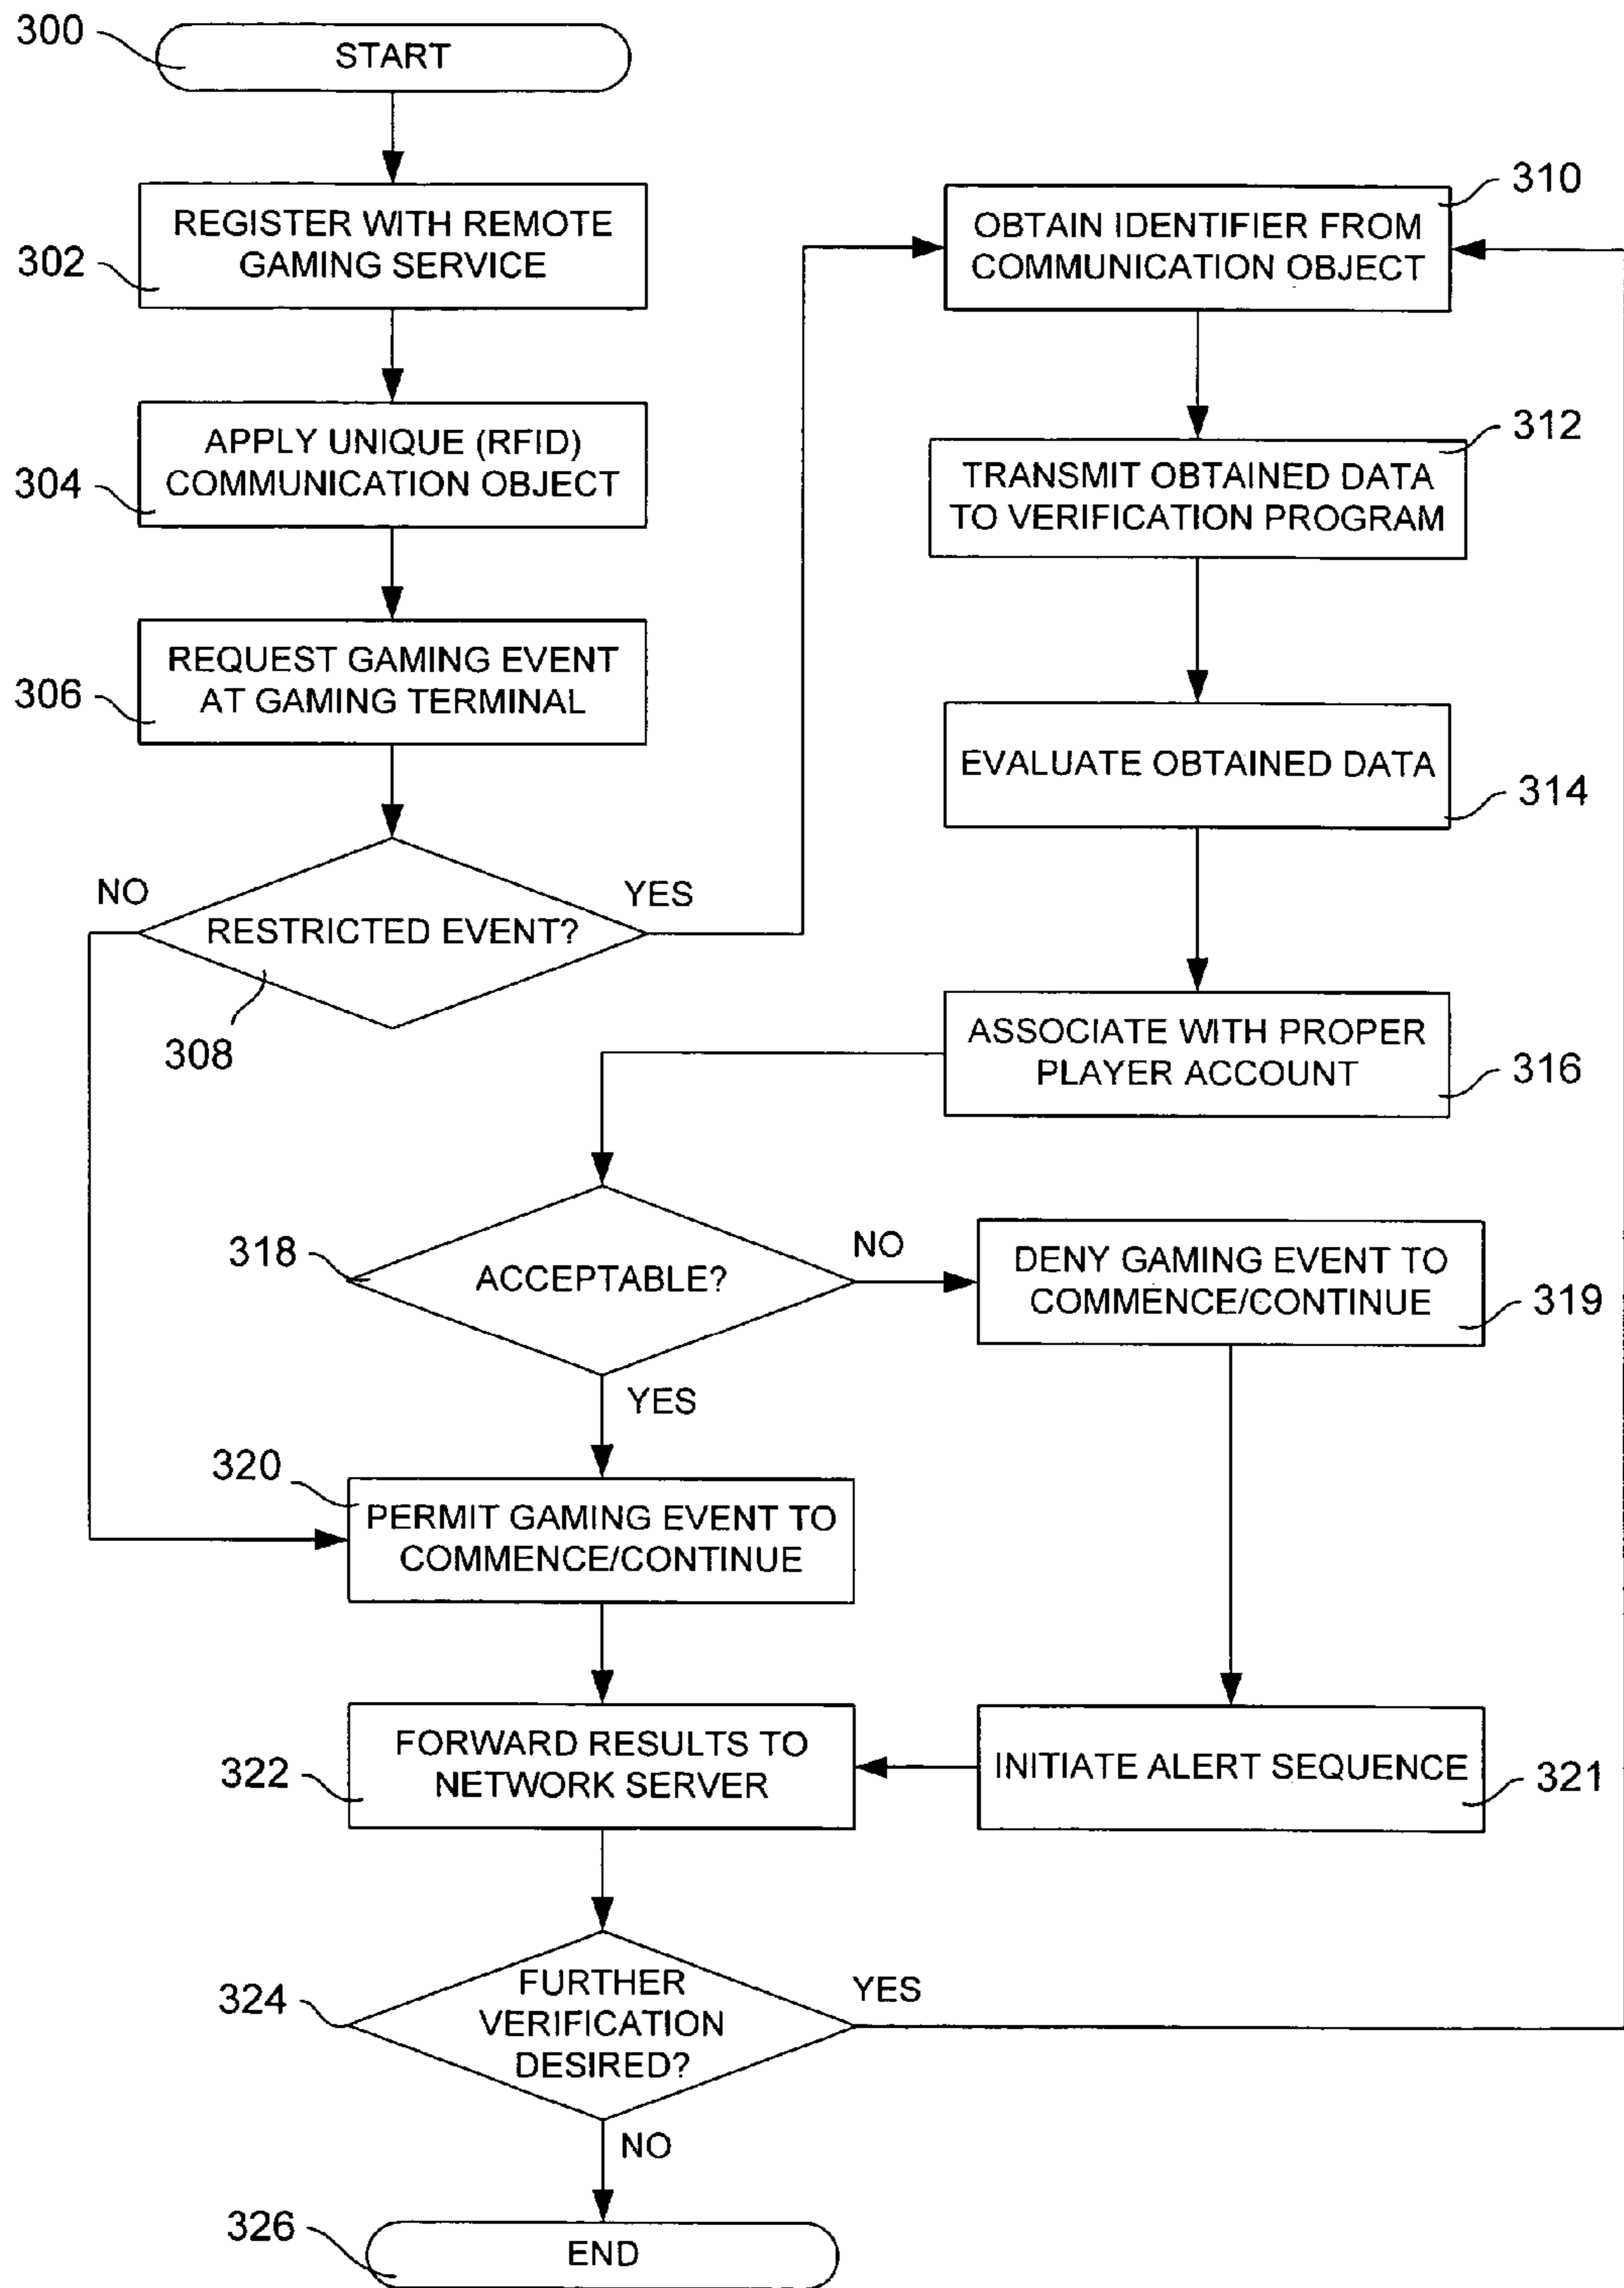 300
START
302
REGISTER WITH REMOTE
GAMING SERVICE
304
APPLY UNIQUE (RFID)
COMMUNICATION OBJECT
306
REQUEST GAMING EVENT
AT GAMING TERMINAL
NO
YES
RESTRICTED EVENT?
308
310
OBTAIN IDENTIFIER FROM
COMMUNICATION OBJECT
312
TRANSMIT OBTAINED DATA
TO VERIFICATION PROGRAM
EVALUATE OBTAINED DATA
314
ASSOCIATE WITH PROPER
PLAYER ACCOUNT
316
318
ACCEPTABLE?
NO
YES
DENY GAMING EVENT TO
COMMENCE/CONTINUE
319
320
PERMIT GAMING EVENT TO
COMMENCE/CONTINUE
322
FORWARD RESULTS TO
NETWORK SERVER
INITIATE ALERT SEQUENCE
321
324
FURTHER
VERIFICATION
DESIRED?
YES
NO
326
END